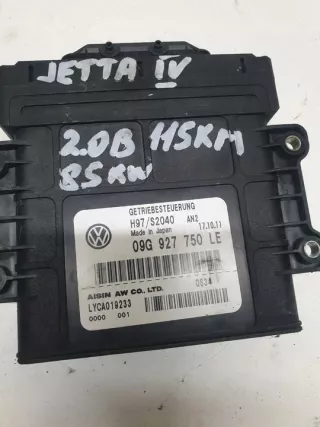 JETTA IV
2.0B 115KM
85KW
GETRIEBESTEUERUNG
H97/S2040 AN2 17.10.11
Made in Japan
09G 927 750 LE
0834
AISIN AW CO., LTD.
LYCA019233
0000 001